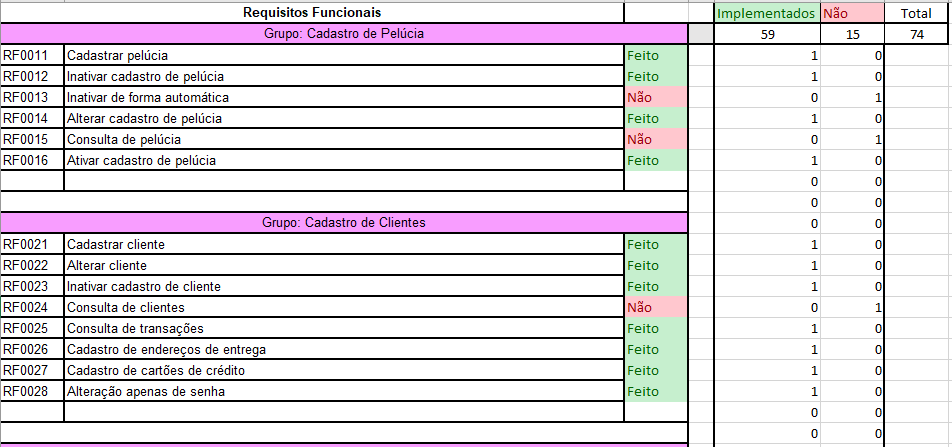 Requisitos Funcionais Implementados Não Total
Grupo: Cadastro de Pelúcia 59 15 74
RF0011 Cadastrar pelúcia Feito 1 0
RF0012 Inativar cadastro de pelúcia Feito 1 0
RF0013 Inativar de forma automática Não 0 1
RF0014 Alterar cadastro de pelúcia Feito 1 0
RF0015 Consulta de pelúcia Não 0 1
RF0016 Ativar cadastro de pelúcia Feito 1 0
0 0
0 0
Grupo: Cadastro de Clientes 0 0
RF0021 Cadastrar cliente Feito 1 0
RF0022 Alterar cliente Feito 1 0
RF0023 Inativar cadastro de cliente Feito 1 0
RF0024 Consulta de clientes Não 0 1
RF0025 Consulta de transações Feito 1 0
RF0026 Cadastro de endereços de entrega Feito 1 0
RF0027 Cadastro de cartões de crédito Feito 1 0
RF0028 Alteração apenas de senha Feito 1 0
0 0
0 0